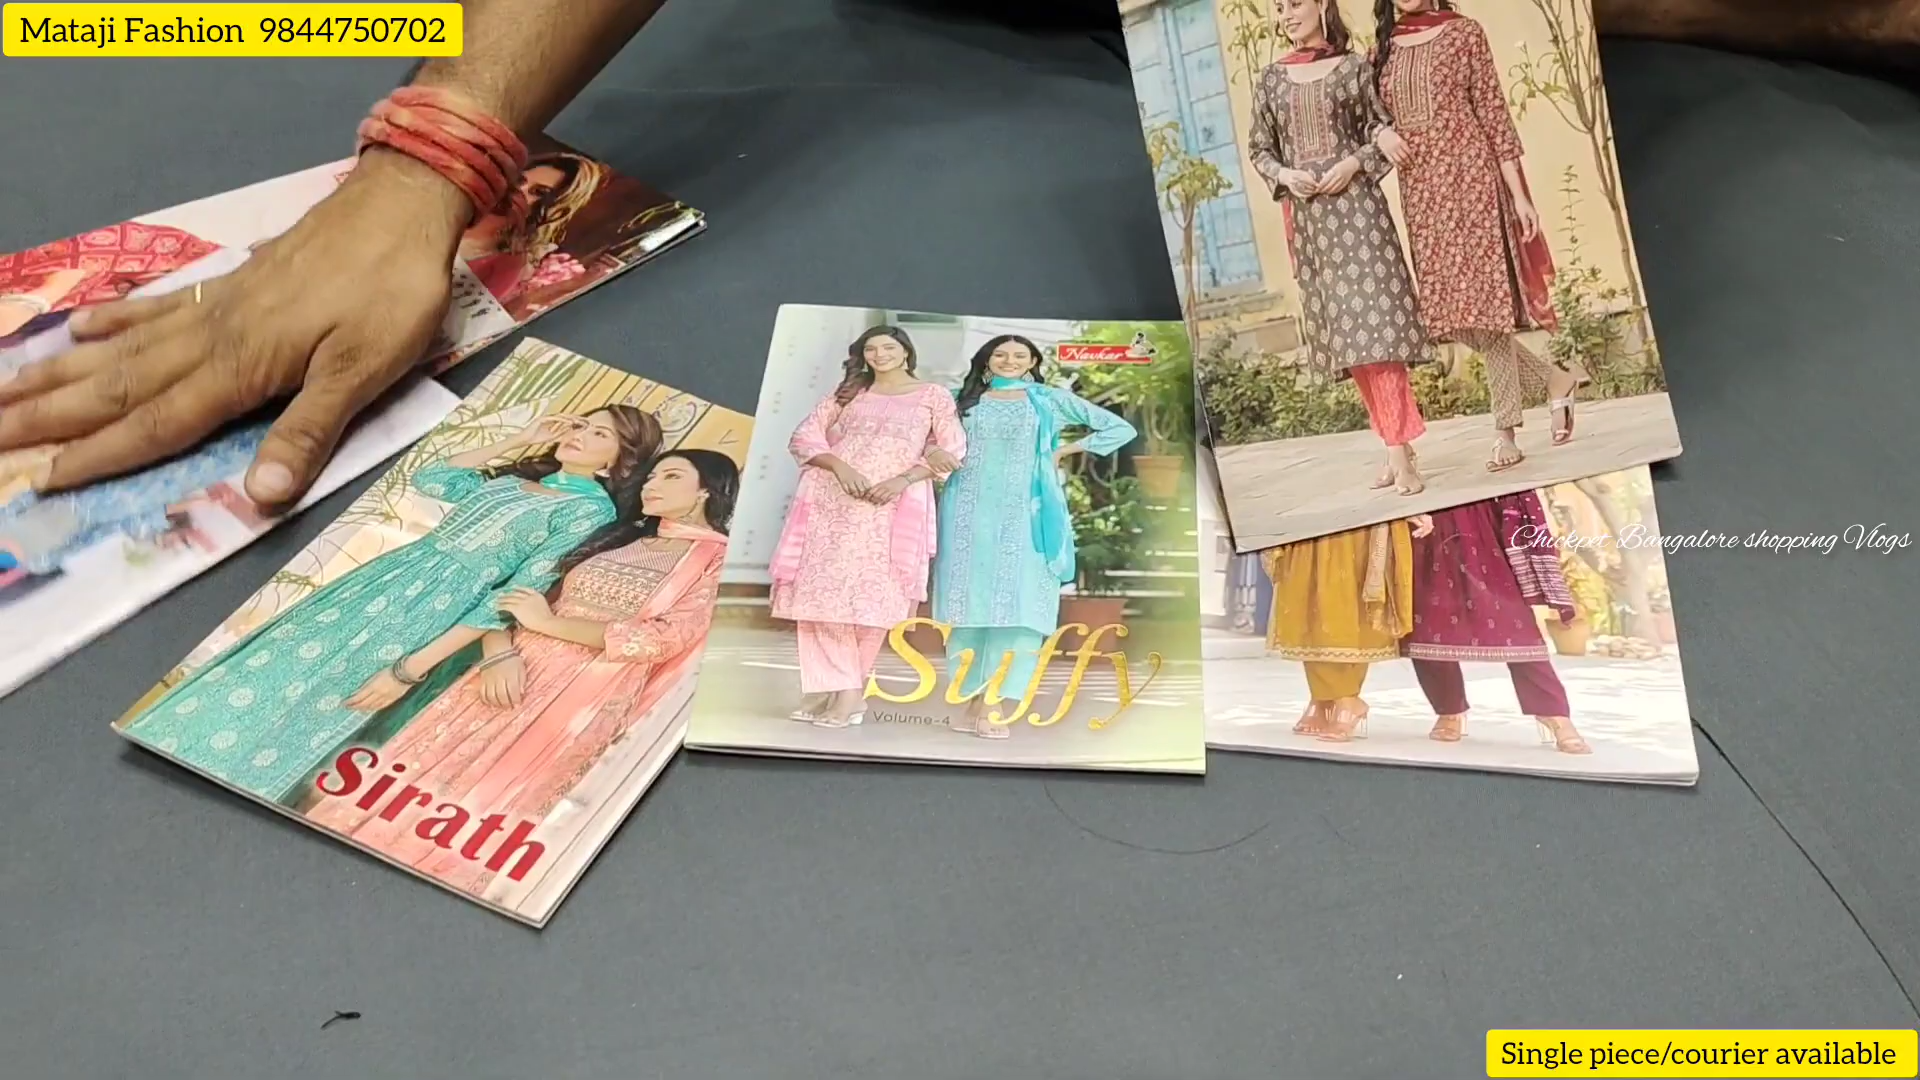 Mataji Fashion 9844750702
Navkar
Chickpet Bangalore shopping Vlogs
Suffy
Volume-4
Sirath
Single piece/courier available